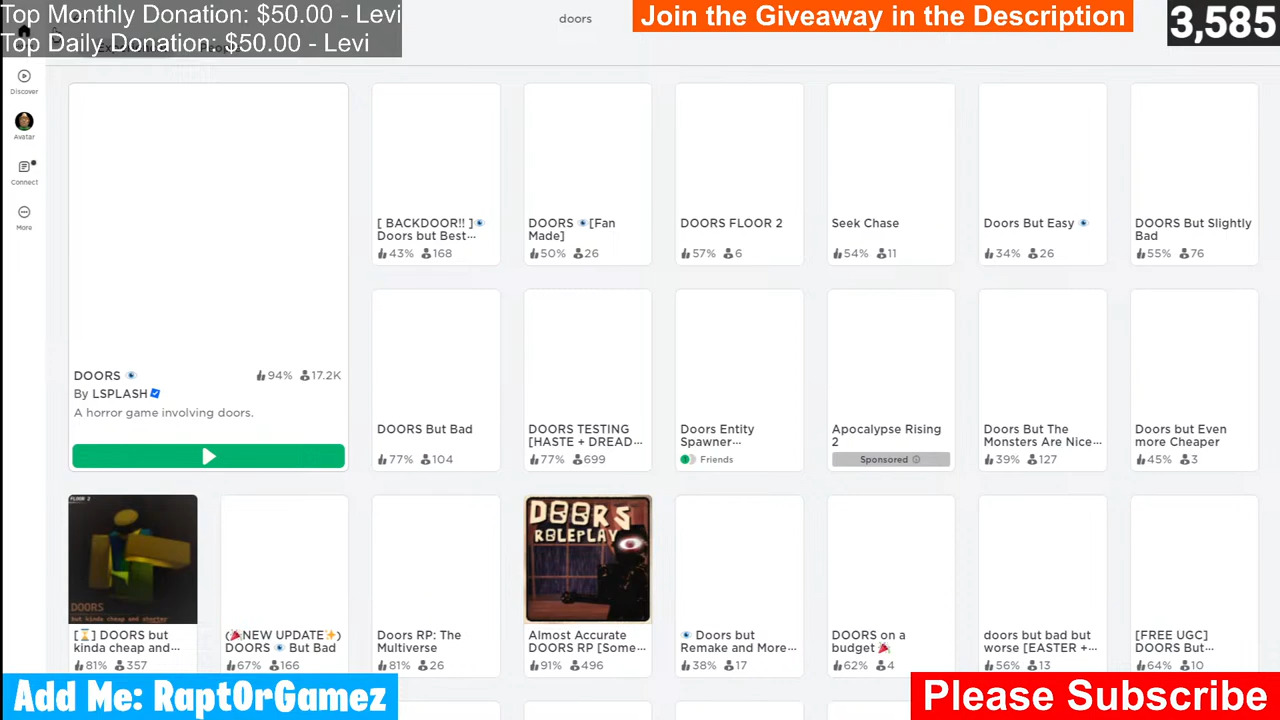 Top Monthly Donation: $50.00 - Levi
Top Daily Donation: $50.00 - Levi
doors
Join the Giveaway in the Description
3,585
Discover
Avatar
Connect
More
DOORS 👁️
94% 17.2K
By LSPLASH
A horror game involving doors.
[ BACKDOOR!! ]👁️
Doors but Best...
43% 168
DOORS 👁️[Fan
Made]
50% 26
DOORS FLOOR 2
57% 6
Seek Chase
54% 11
Doors But Easy 👁️
34% 26
DOORS But Slightly
Bad
55% 76
DOORS But Bad
77% 104
DOORS TESTING
[HASTE + DREAD...
77% 699
Doors Entity
Spawner...
Friends
Apocalypse Rising
2
Sponsored
Doors But The
Monsters Are Nice...
39% 127
Doors but Even
more Cheaper
45% 3
FLOOR 2
DOORS
but kinda cheap and shorter
[⌛] DOORS but
kinda cheap and...
81% 357
(🎉NEW UPDATE✨)
DOORS 👁️ But Bad
67% 166
Doors RP: The
Multiverse
81% 26
DOORS
ROLEPLAY
Almost Accurate
DOORS RP [Some...
91% 496
👁️ Doors but
Remake and More...
38% 17
DOORS on a
budget🎉
62% 4
doors but bad but
worse [EASTER +...
56% 13
[FREE UGC]
DOORS But...
64% 10
Add Me: Rapt0rGamez
Please Subscribe